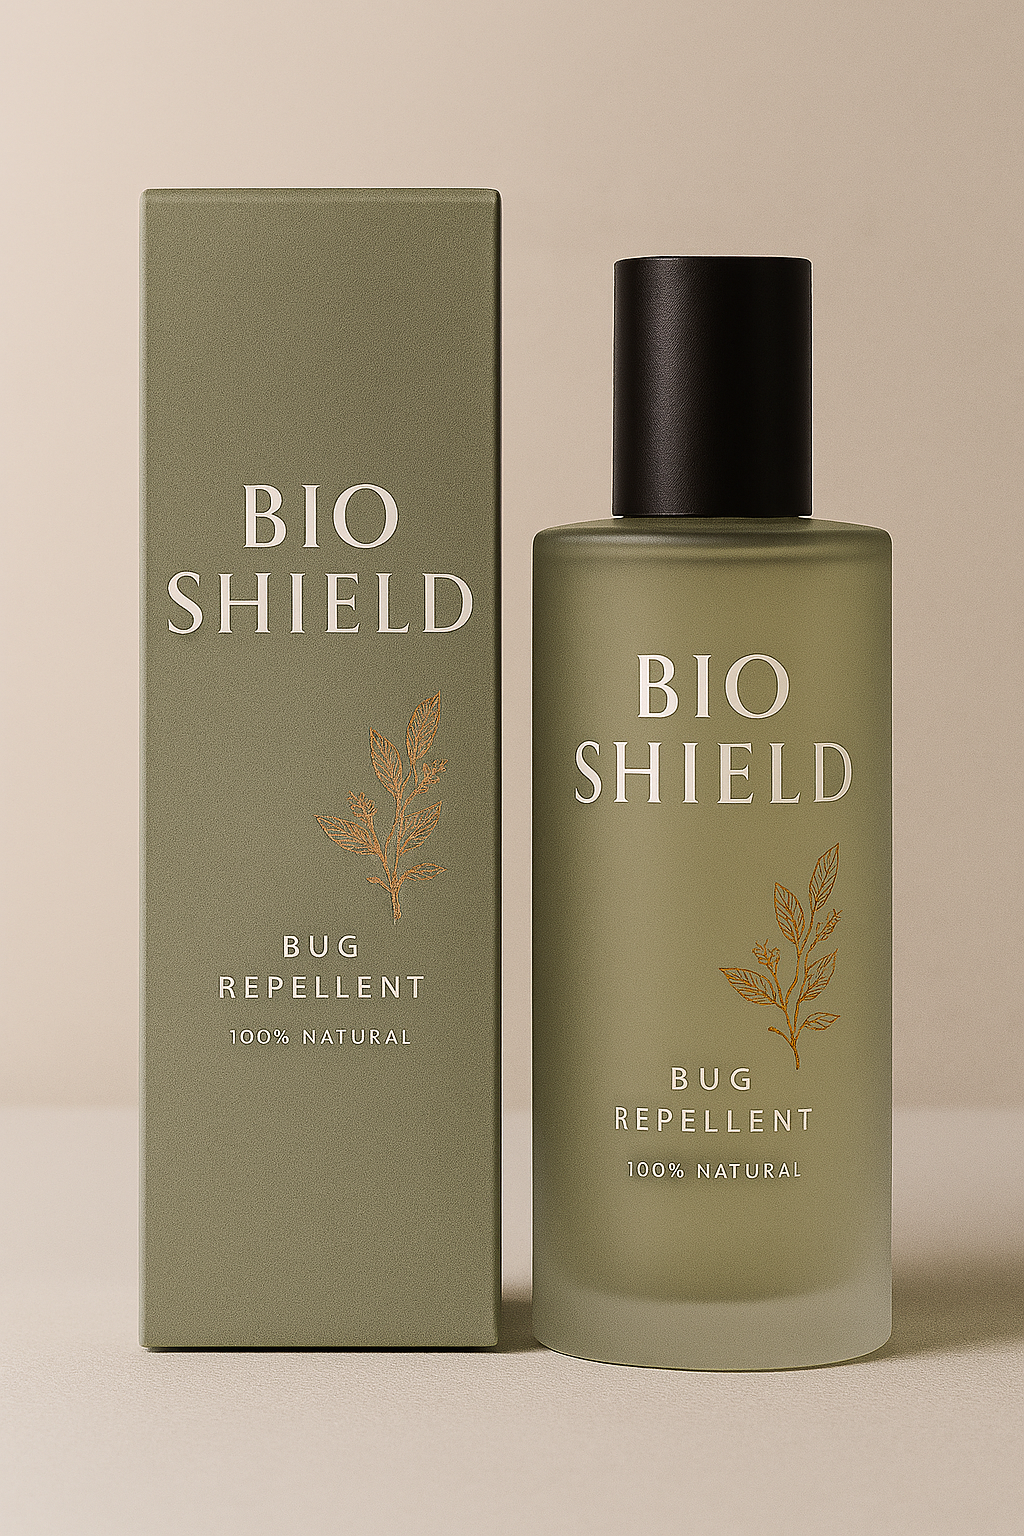 BIO
SHIELD
BUG
REPELLENT
100% NATURAL
BIO
SHIELD
BUG
REPELLENT
100% NATURAL